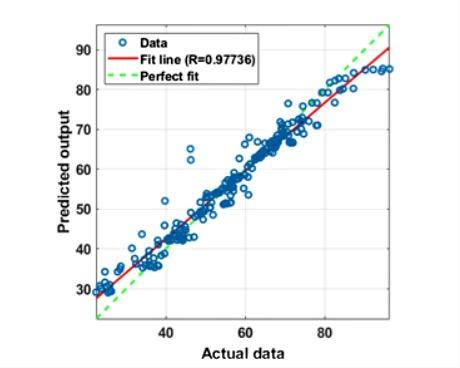 Data
Fit line (R=0.97736)
Perfect fit
90
80
70
60
50
40
30
Predicted output
40 60 80
Actual data